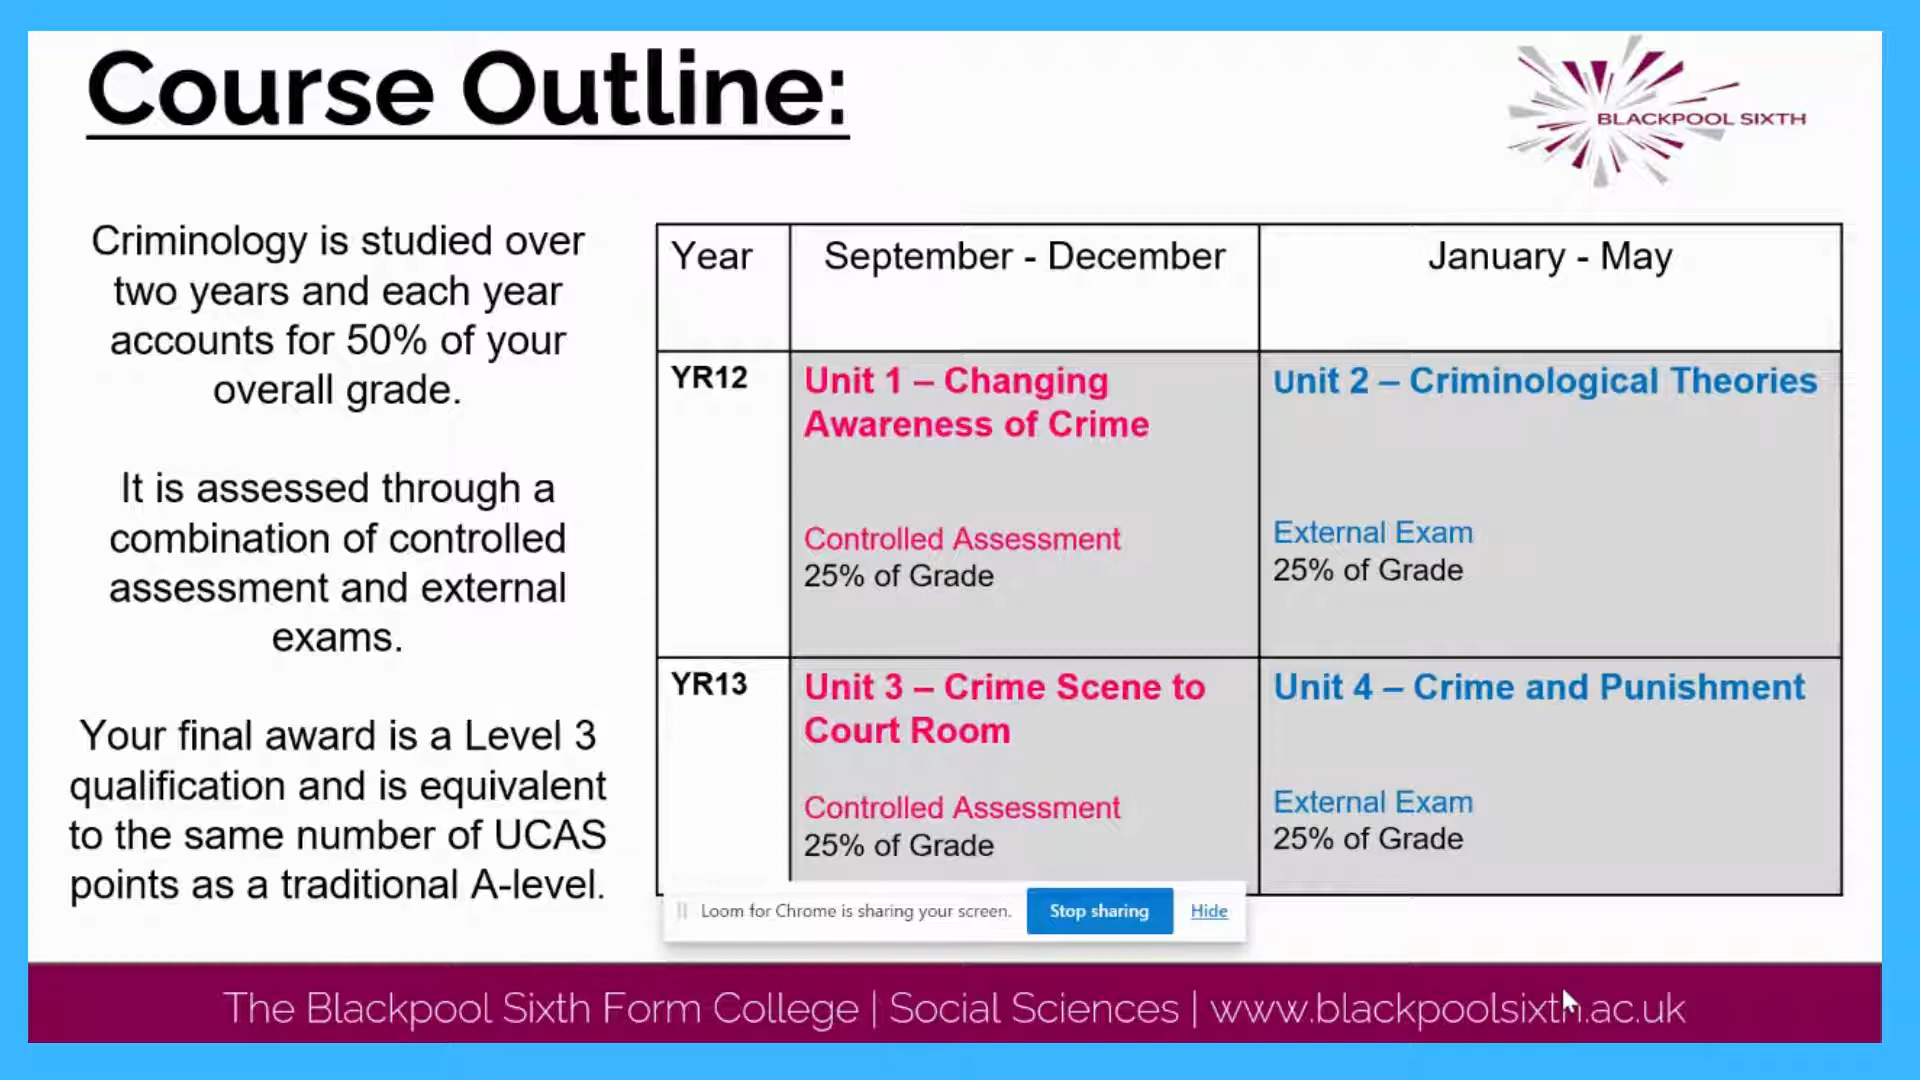 Course Outline:
BLACKPOOL SIXTH
Criminology is studied over
two years and each year
accounts for 50% of your
overall grade.
It is assessed through a
combination of controlled
assessment and external
exams.
Your final award is a Level 3
qualification and is equivalent
to the same number of UCAS
points as a traditional A-level.
Year
September - December
January - May
YR12
Unit 1 – Changing
Awareness of Crime
Controlled Assessment
25% of Grade
Unit 2 – Criminological Theories
External Exam
25% of Grade
YR13
Unit 3 – Crime Scene to
Court Room
Controlled Assessment
25% of Grade
Unit 4 – Crime and Punishment
External Exam
25% of Grade
Loom for Chrome is sharing your screen.
Stop sharing
Hide
The Blackpool Sixth Form College | Social Sciences | www.blackpoolsixth.ac.uk